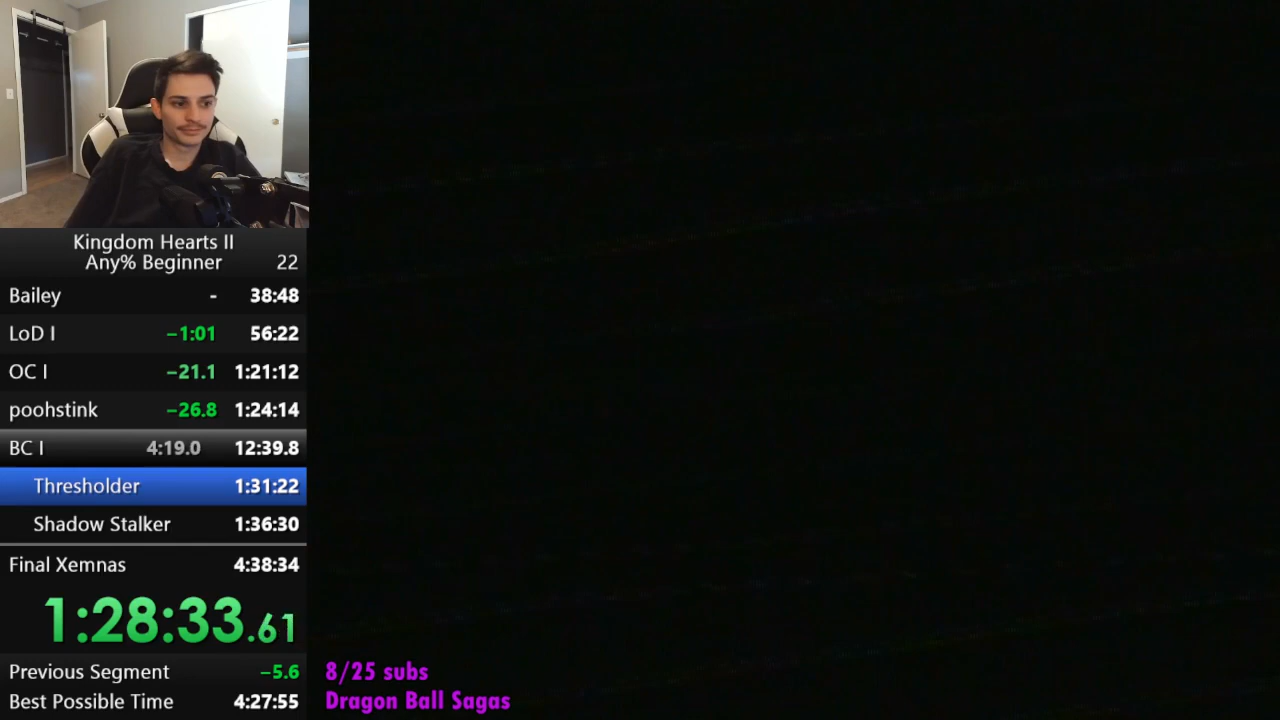 Kingdom Hearts II
Any% Beginner 22
Bailey - 38:48
LoD I −1:01 56:22
OC I −21.1 1:21:12
poohstink −26.8 1:24:14
BC I 4:19.0 12:39.8
Thresholder 1:31:22
Shadow Stalker 1:36:30
Final Xemnas 4:38:34
1:28:33.61
Previous Segment −5.6
Best Possible Time 4:27:55
8/25 subs
Dragon Ball Sagas